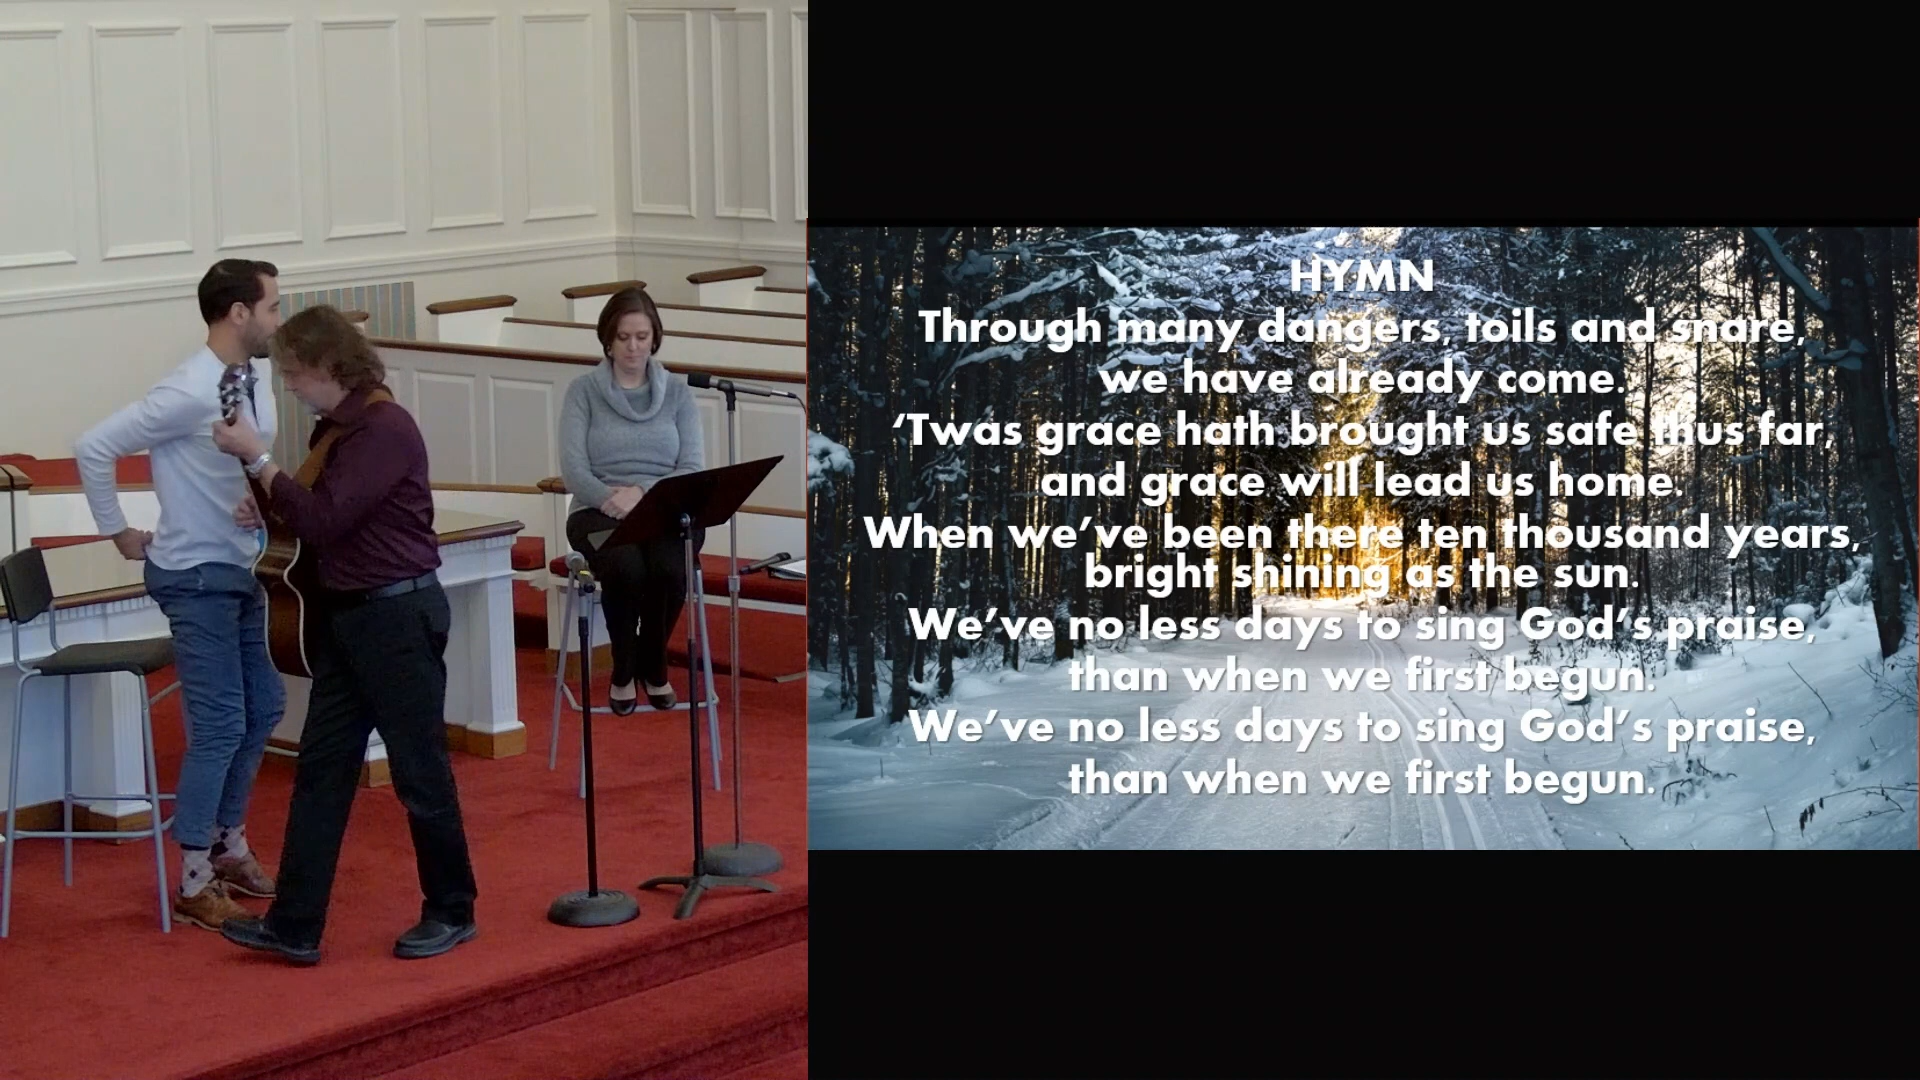 HYMN
Through many dangers, toils and snare,
we have already come.
‘Twas grace hath brought us safe thus far,
and grace will lead us home.
When we’ve been there ten thousand years,
bright shining as the sun.
We’ve no less days to sing God’s praise,
than when we first begun.
We’ve no less days to sing God’s praise,
than when we first begun.